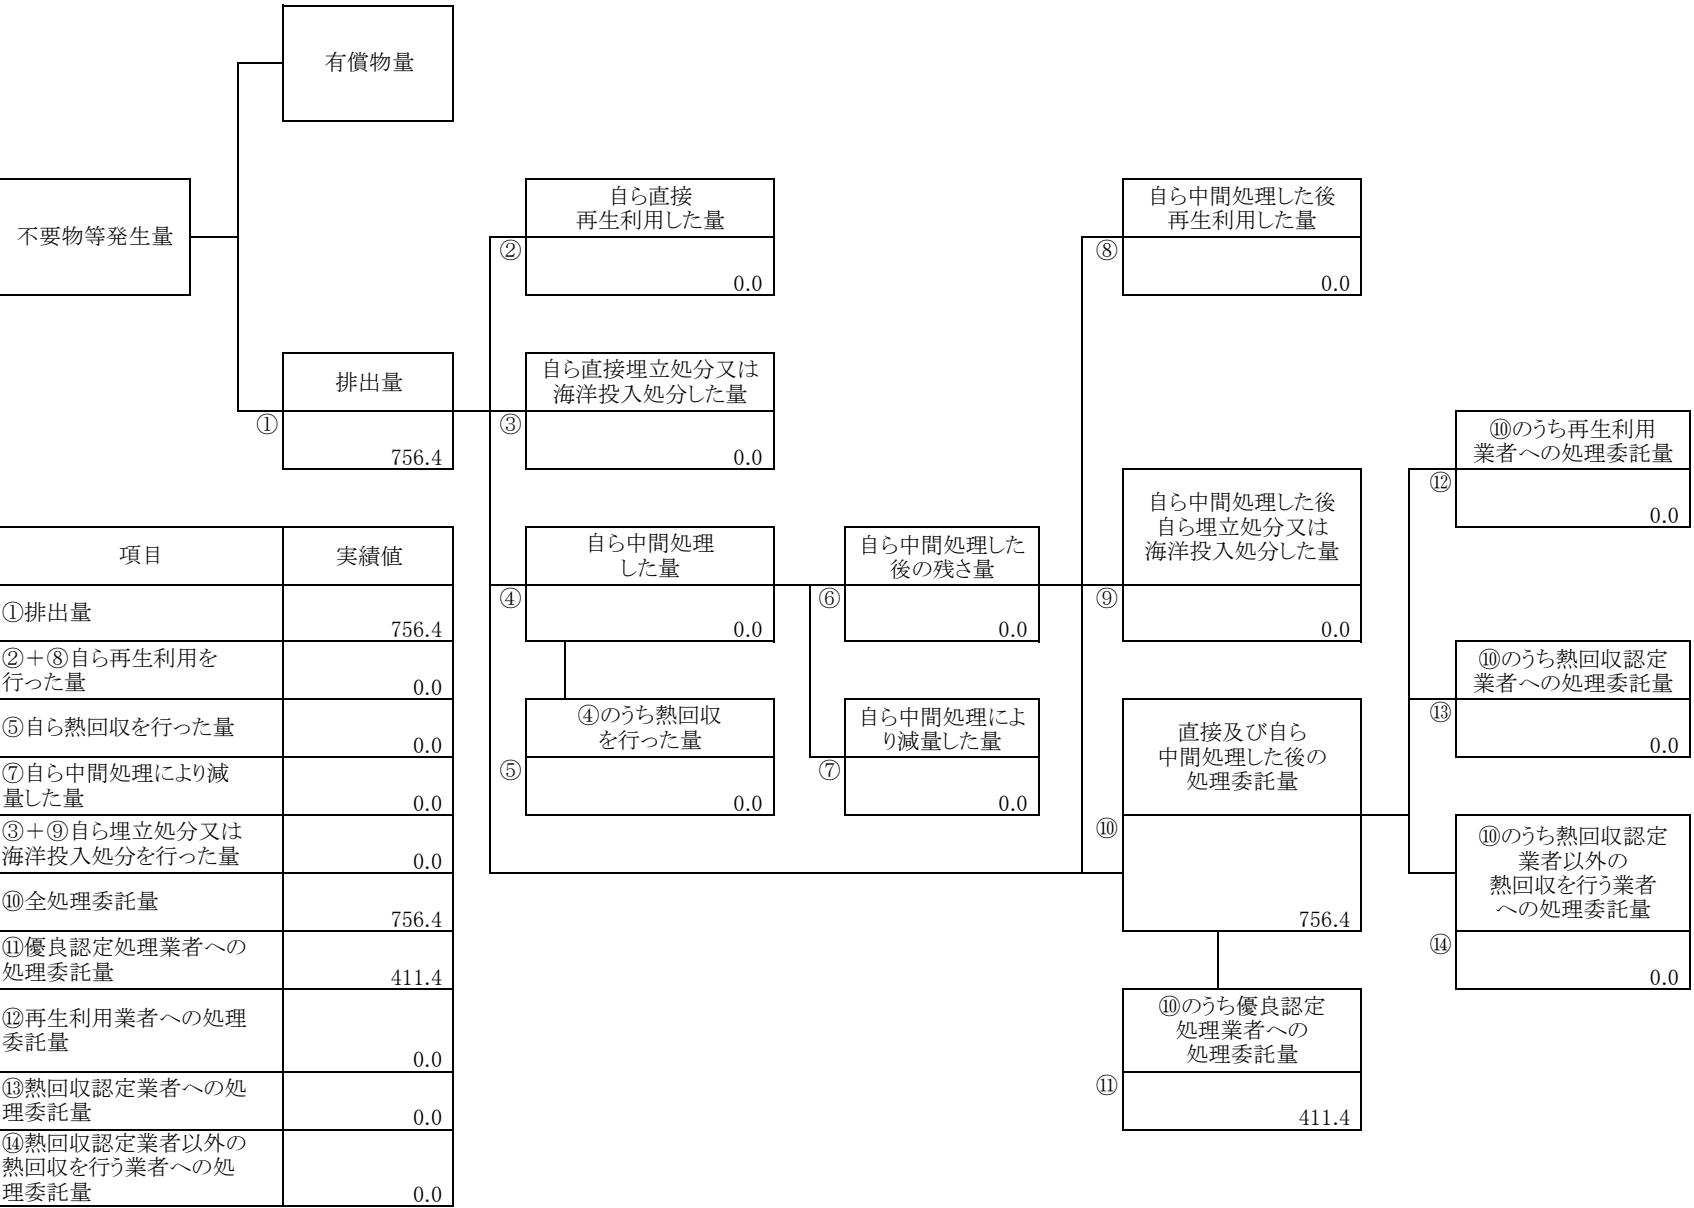 有償物量
不要物等発生量
自ら直接
再生利用した量
②
0.0
自ら中間処理した後
再生利用した量
⑧
0.0
排出量
①
756.4
自ら直接埋立処分又は
海洋投入処分した量
③
0.0
⑩のうち再生利用
業者への処理委託量
⑫
0.0
自ら中間処理
した量
④
0.0
自ら中間処理した
後の残さ量
⑥
0.0
自ら中間処理した後
自ら埋立処分又は
海洋投入処分した量
⑨
0.0
⑩のうち熱回収認定
業者への処理委託量
⑬
0.0
④のうち熱回収
を行った量
⑤
0.0
自ら中間処理によ
り減量した量
⑦
0.0
直接及び自ら
中間処理した後の
処理委託量
⑩
756.4
⑩のうち熱回収認定
業者以外の
熱回収を行う業者
への処理委託量
⑭
0.0
⑩のうち優良認定
処理業者への
処理委託量
⑪
411.4
項目 実績値
①排出量
756.4
②＋⑧自ら再生利用を
行った量
0.0
⑤自ら熱回収を行った量
0.0
⑦自ら中間処理により減
量した量
0.0
③＋⑨自ら埋立処分又は
海洋投入処分を行った量
0.0
⑩全処理委託量
756.4
⑪優良認定処理業者への
処理委託量
411.4
⑫再生利用業者への処理
委託量
0.0
⑬熱回収認定業者への処
理委託量
0.0
⑭熱回収認定業者以外の
熱回収を行う業者への処
理委託量
0.0